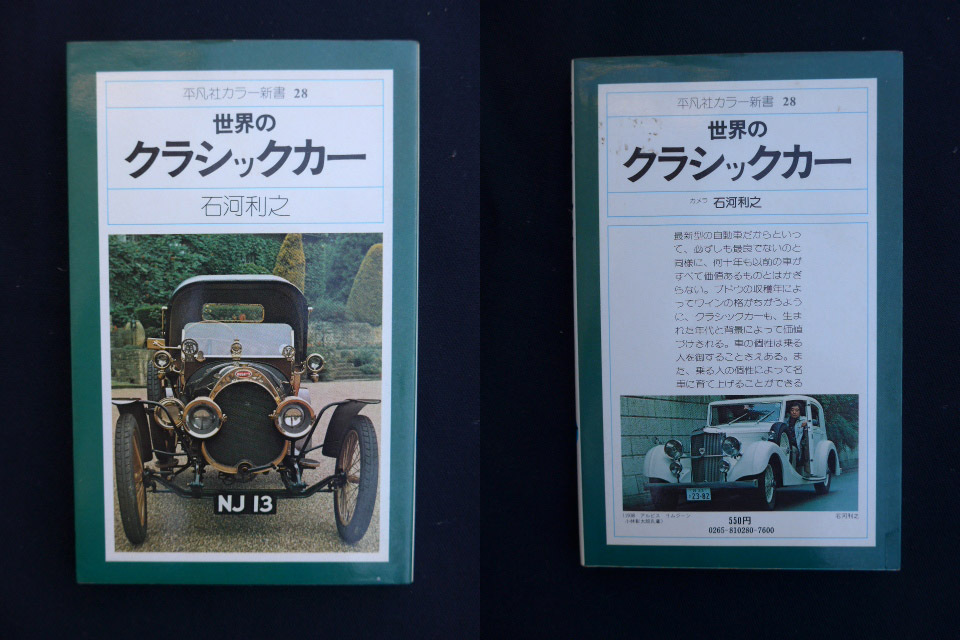 平凡社カラー新書 28
世界の
クラシックカー
石河利之
NJ 13
平凡社カラー新書 28
世界の
クラシックカー
カメラ 石河利之
最新型の自動車だからといっ
て、必ずしも最良でないのと
同様に、何十年も以前の車が
すべて価値あるものとはかぎ
らない。ブドウの収穫年によ
ってワインの格がちがうよう
に、クラシックカーも、生ま
れた年代と背景によって価値
づけされる。車の個性は乗る
人を倒することさえある。ま
た、乗る人の個性によって名
車に育て上げることができる
23-82
石河利之
550円
0265-810280-7600